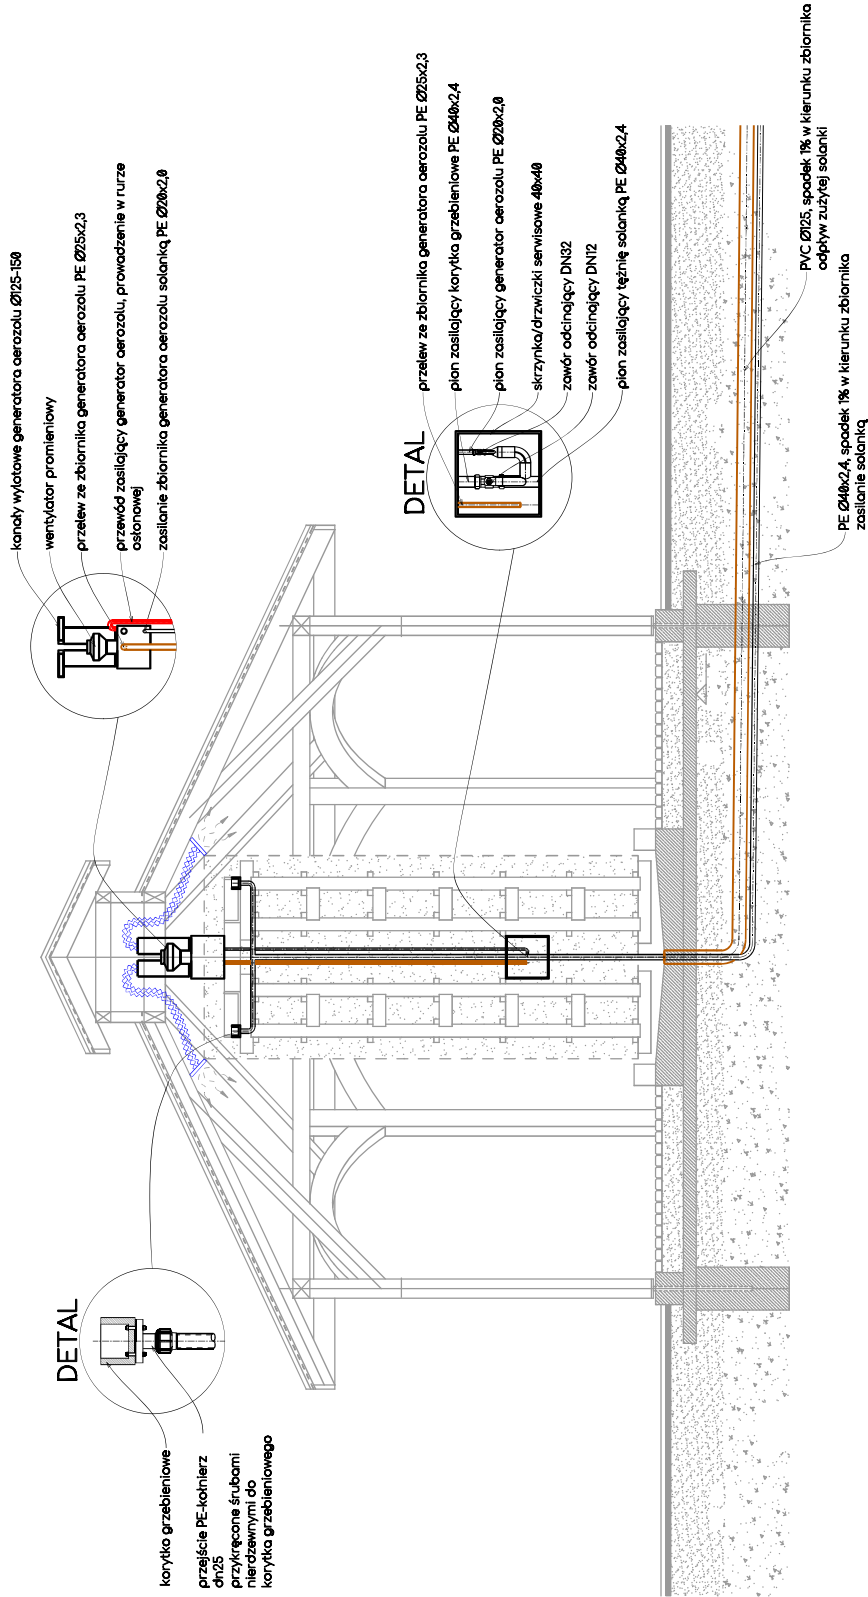 DETAL
korytko grzebieniowe
przejście PE-kołnierz
dn25
przykręcone śrubami
nierdzewnymi do
korytka grzebieniowego
kanały wylotowe generatora aerozolu Ø125-150
wentylator promieniowy
przelew ze zbiornika generatora aerozolu PE Ø25x2,3
przewód zasilający generator aerozolu, prowadzenie w rurze
osłonowej
zasilanie zbiornika generatora aerozolu solanką PE Ø20x2,0
DETAL
przelew ze zbiornika generatora aerozolu PE Ø25x2,3
pion zasilający korytka grzebieniowe PE Ø40x2,4
pion zasilający generator aerozolu PE Ø20x2,0
skrzynka/drzwiczki serwisowe 40x40
zawór odcinający DN32
zawór odcinający DN12
pion zasilający tężnię solanką PE Ø40x2,4
PVC Ø125, spadek 1% w kierunku zbiornika
odpływ zużytej solanki
PE Ø40x2,4, spadek 1% w kierunku zbiornika
zasilanie solanką